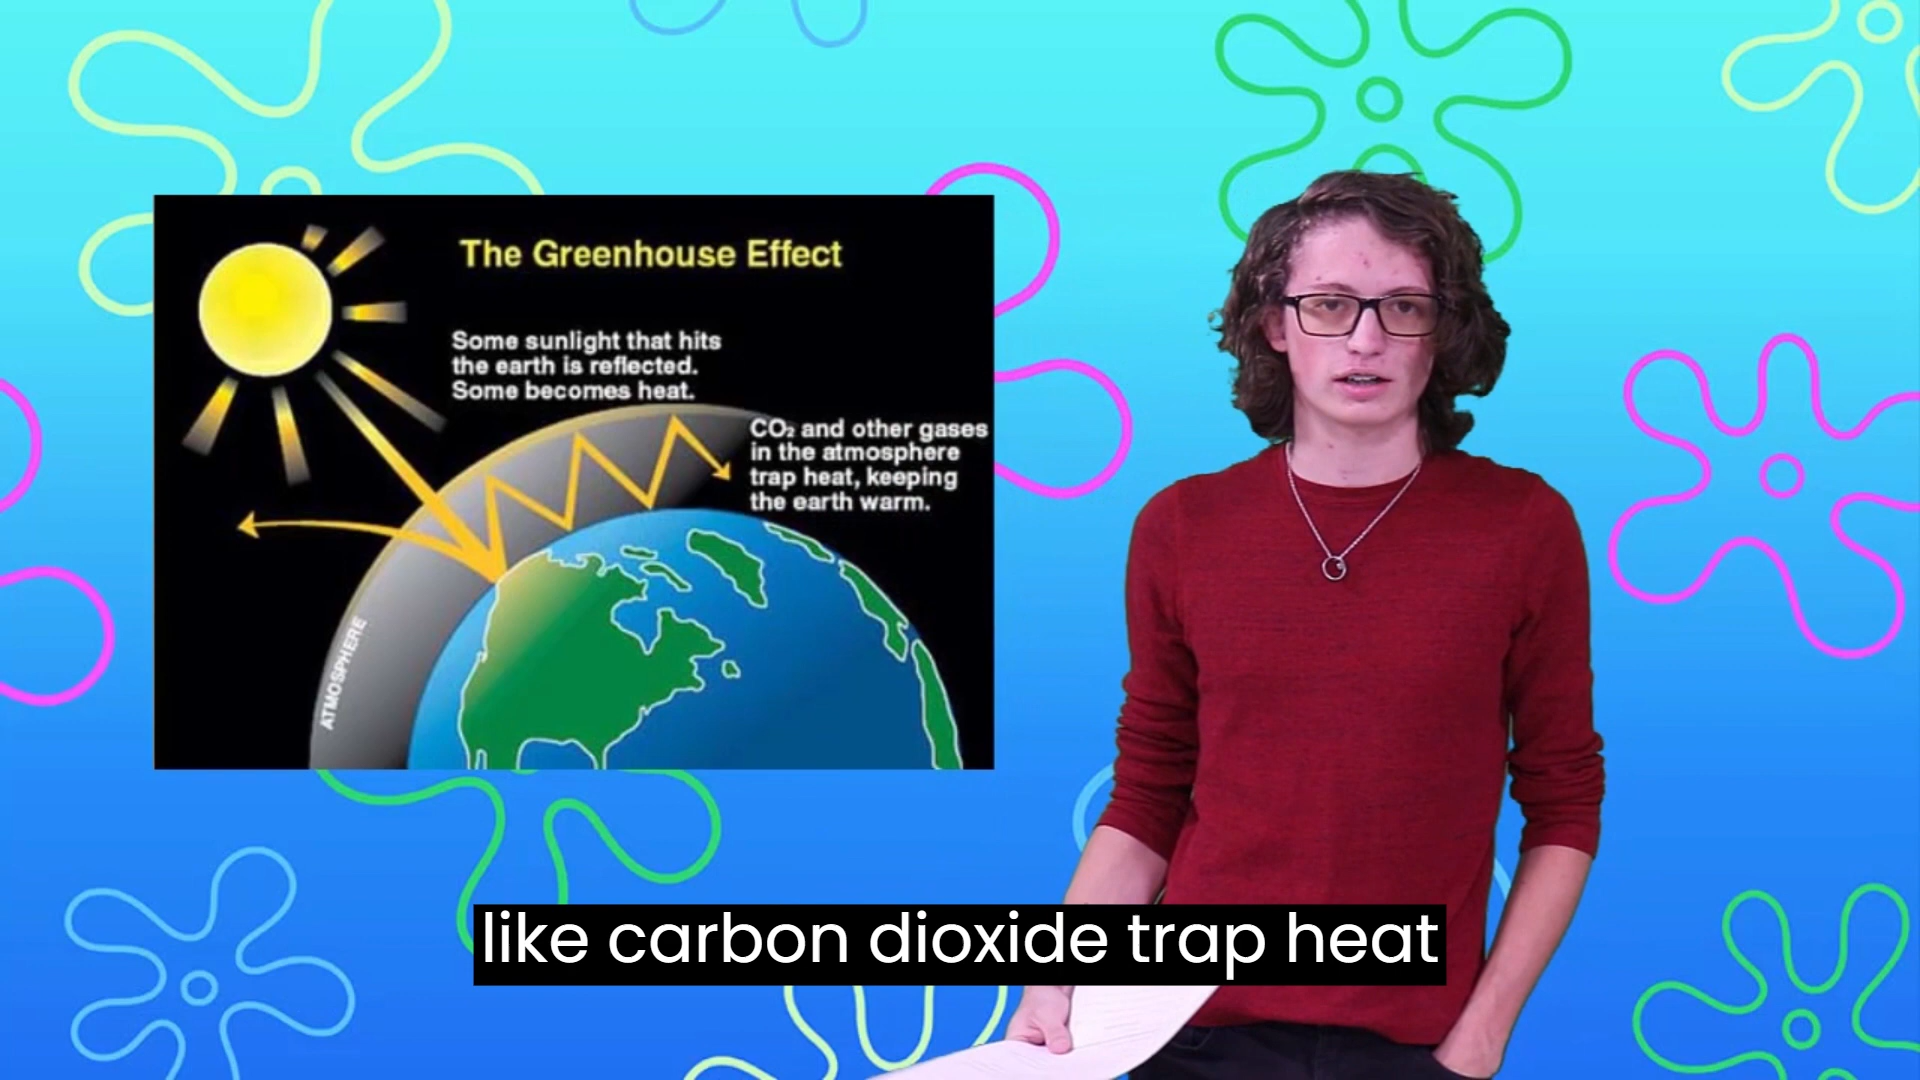 The Greenhouse Effect
Some sunlight that hits
the earth is reflected.
Some becomes heat.
CO₂ and other gases
in the atmosphere
trap heat, keeping
the earth warm.
ATMOSPHERE
like carbon dioxide trap heat